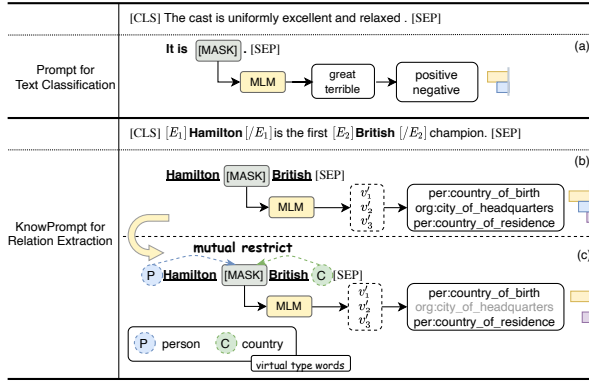 [CLS] The cast is uniformly excellent and relaxed . [SEP]
(a)
It is [MASK] . [SEP]
Prompt for
Text Classification
MLM
great
terrible
positive
negative
[CLS] [E1] Hamilton [/E1] is the first [E2] British [/E2] champion. [SEP]
(b)
Hamilton [MASK] British [SEP]
MLM
v′1
v′2
v′3
per:country_of_birth
org:city_of_headquarters
per:country_of_residence
KnowPrompt for
Relation Extraction
mutual restrict
(c)
P Hamilton [MASK] British C [SEP]
MLM
v′1
v′2
v′3
per:country_of_birth
org:city_of_headquarters
per:country_of_residence
P person C country
virtual type words